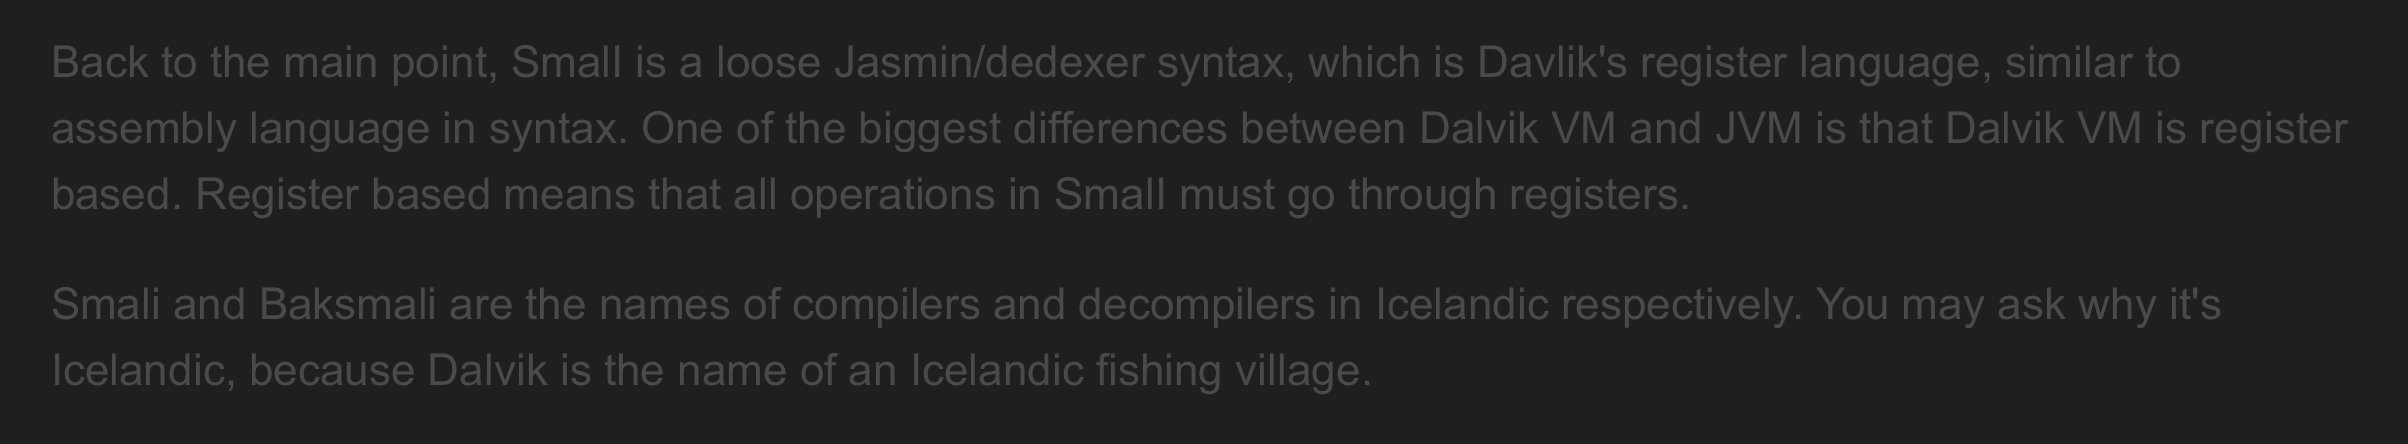 Back to the main point, Small is a loose Jasmin/dedexer syntax, which is Davlik's register language, similar to
assembly language in syntax. One of the biggest differences between Dalvik VM and JVM is that Dalvik VM is register
based. Register based means that all operations in Small must go through registers.
Smali and Baksmali are the names of compilers and decompilers in Icelandic respectively. You may ask why it's
Icelandic, because Dalvik is the name of an Icelandic fishing village.